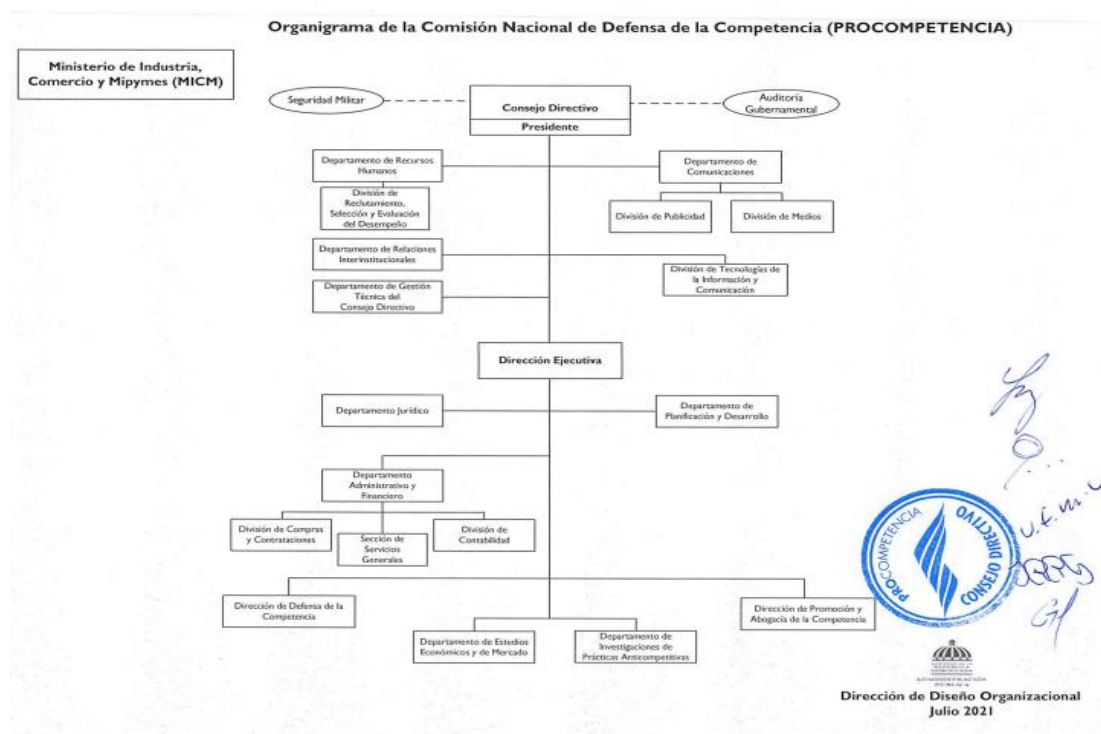 Organigrama de la Comisión Nacional de Defensa de la Competencia (PROCOMPETENCIA)
Ministerio de Industria,
Comercio y Mipymes (MICM)
Seguridad Militar
Consejo Directivo
Presidente
Auditoría
Gubernamental
Departamento de Recursos
Humanos
Departamento de
Comunicaciones
División de
Reclutamiento,
Selección y Evaluación
del Desempeño
División de Publicidad
División de Medios
Departamento de Relaciones
Interinstitucionales
División de Tecnologías de
la Información y
Comunicación
Departamento de Gestión
Técnica del
Consejo Directivo
Dirección Ejecutiva
Departamento Jurídico
Departamento de
Planificación y Desarrollo
Departamento
Administrativo y
Financiero
División de Compras
y Contrataciones
Sección de
Servicios
Generales
División de
Contabilidad
Dirección de Defensa de la
Competencia
Departamento de Estudios
Económicos y de Mercado
Departamento de
Investigaciones de
Prácticas Anticompetitivas
Dirección de Promoción y
Abogacía de la Competencia
PROCOMPETENCIA
CONSEJO DIRECTIVO
ADMINISTRACIÓN
PÚBLICA
Dirección de Diseño Organizacional
Julio 2021